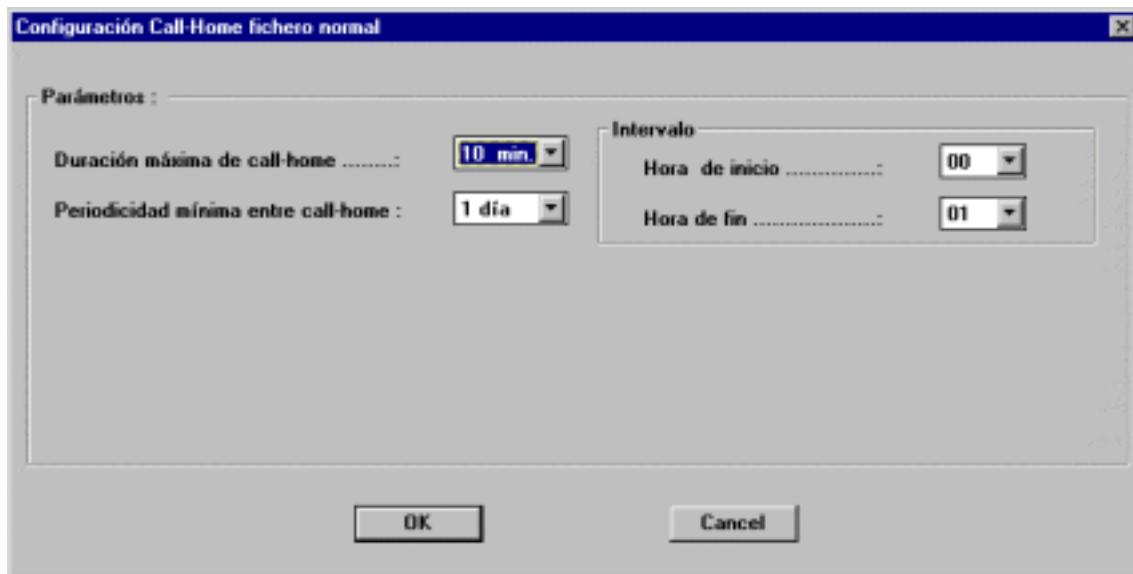 Configuración Call-Home fichero normal
Parámetros :
Duración máxima de call-home ........: 10 min.
Periodicidad mínima entre call-home : 1 día
Intervalo
Hora de inicio ................: 00
Hora de fin .....................: 01
OK
Cancel